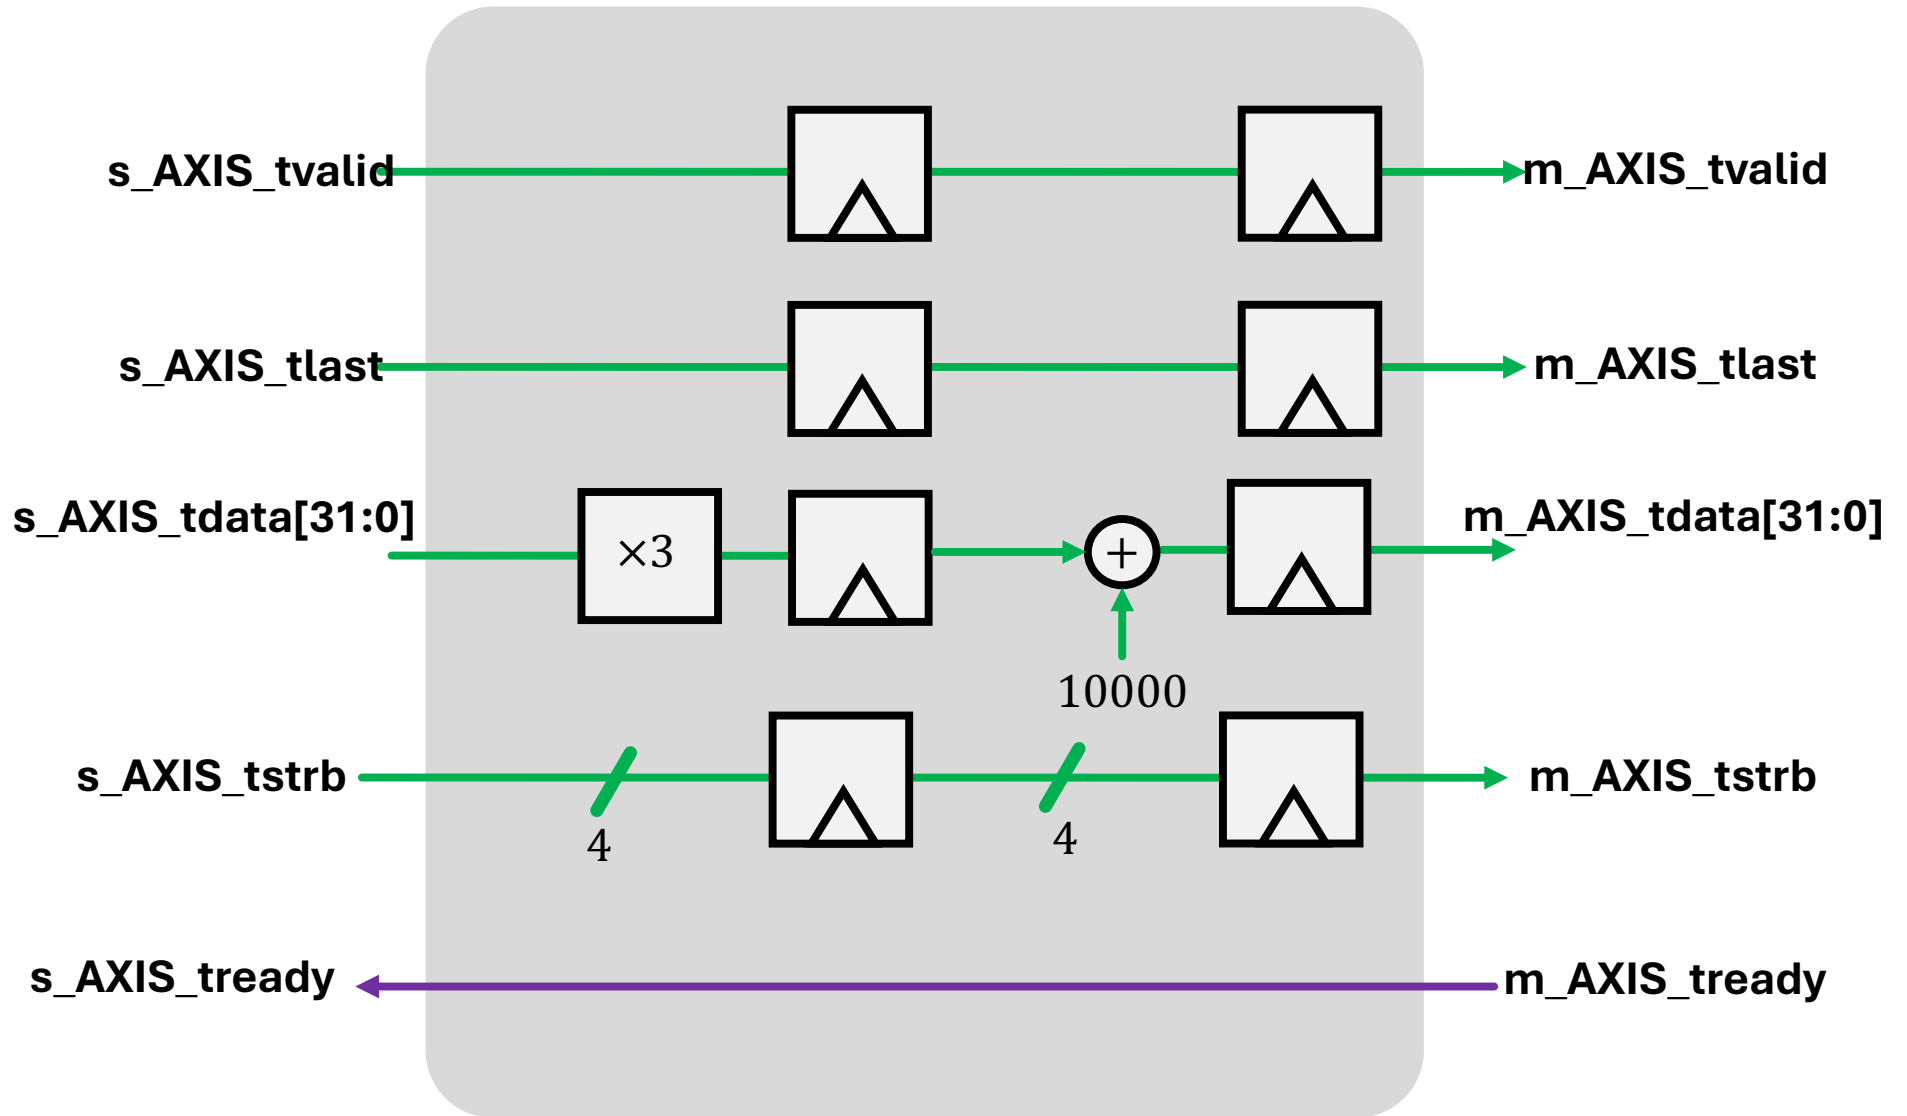 s_AXIS_tvalid
m_AXIS_tvalid
s_AXIS_tlast
m_AXIS_tlast
s_AXIS_tdata[31:0]
×3
+
m_AXIS_tdata[31:0]
10000
s_AXIS_tstrb
4
4
m_AXIS_tstrb
s_AXIS_tready
m_AXIS_tready